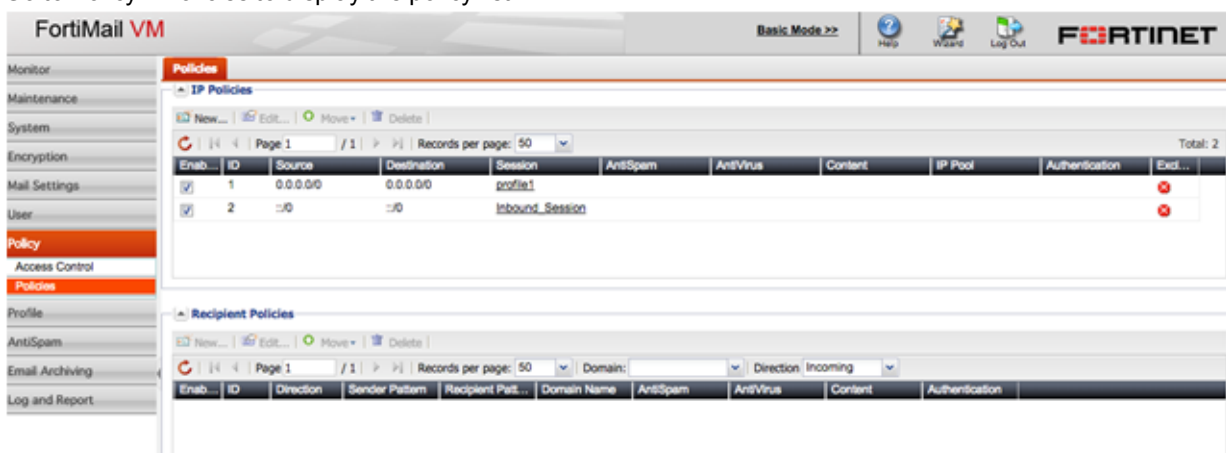 FortiMail VM
Basic Mode >>
Help
Wizard
Log Out
FORTINET
Monitor
Maintenance
System
Encryption
Mail Settings
User
Policy
Access Control
Policies
Profile
AntiSpam
Email Archiving
Log and Report
Policies
IP Policies
New... Edit... Move Delete
Page 1 / 1 Records per page: 50 Total: 2
Enab... ID Source Destination Session AntiSpam AntiVirus Content IP Pool Authentication Excl...
1 0.0.0.0/0 0.0.0.0/0 profile1
2 ::/0 ::/0 Inbound_Session
Recipient Policies
New... Edit... Move Delete
Page 1 / 1 Records per page: 50 Domain: Direction Incoming
Enab... ID Direction Sender Pattern Recipient Patt... Domain Name AntiSpam AntiVirus Content Authentication